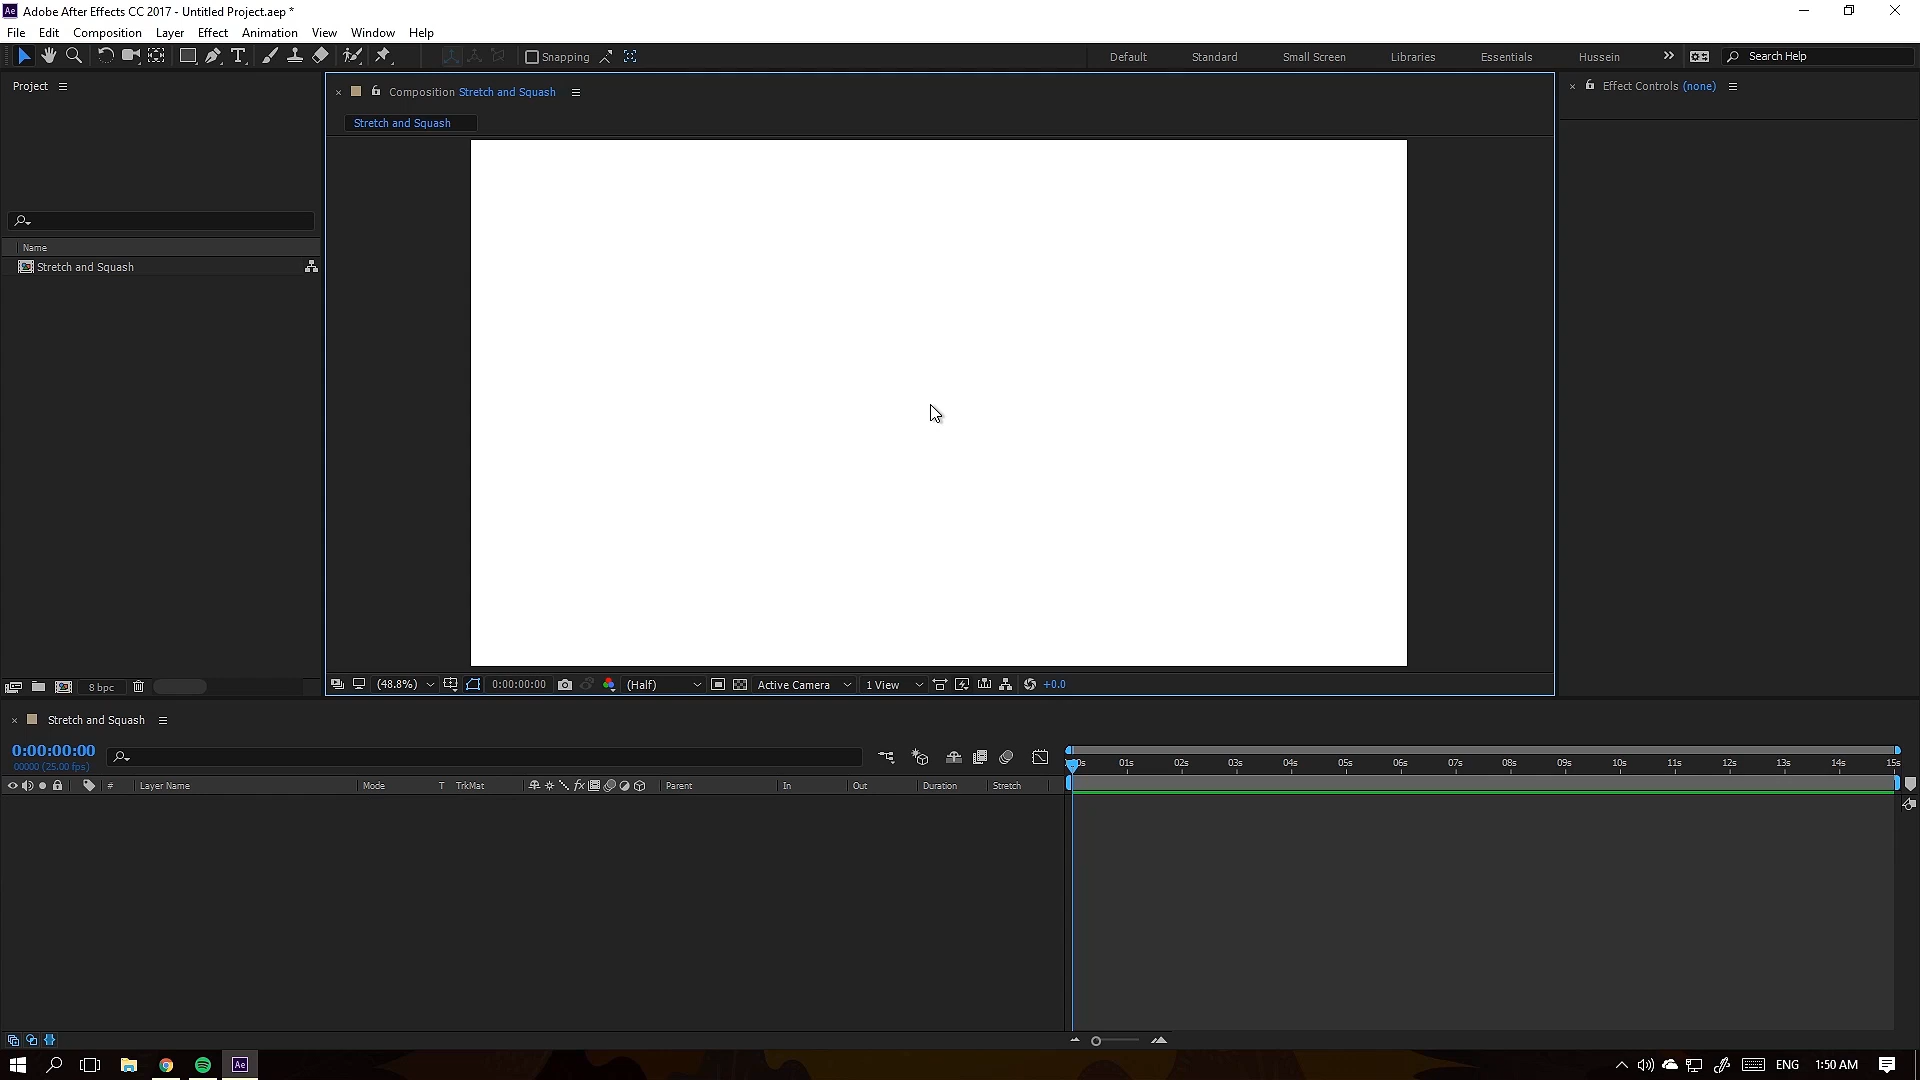 Adobe After Effects CC 2017 - Untitled Project.aep *
File Edit Composition Layer Effect Animation View Window Help
Snapping Default Standard Small Screen Libraries Essentials Hussein Search Help
Project
Composition Stretch and Squash
Effect Controls (none)
Stretch and Squash
Name
Stretch and Squash
8 bpc
(48.8%) 0:00:00:00 (Half) Active Camera 1 View +0.0
Stretch and Squash
0:00:00:00
00000 (25.00 fps)
01s 02s 03s 04s 05s 06s 07s 08s 09s 10s 11s 12s 13s 14s 15s
# Layer Name Mode T TrkMat fx Parent In Out Duration Stretch
Ae ENG 1:50 AM